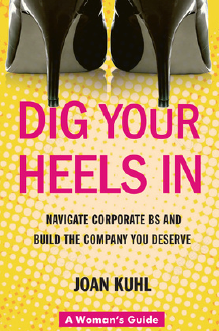 DIG YOUR
HEELS IN
NAVIGATE CORPORATE BS AND
BUILD THE COMPANY YOU DESERVE
JOAN KUHL
A Woman's Guide